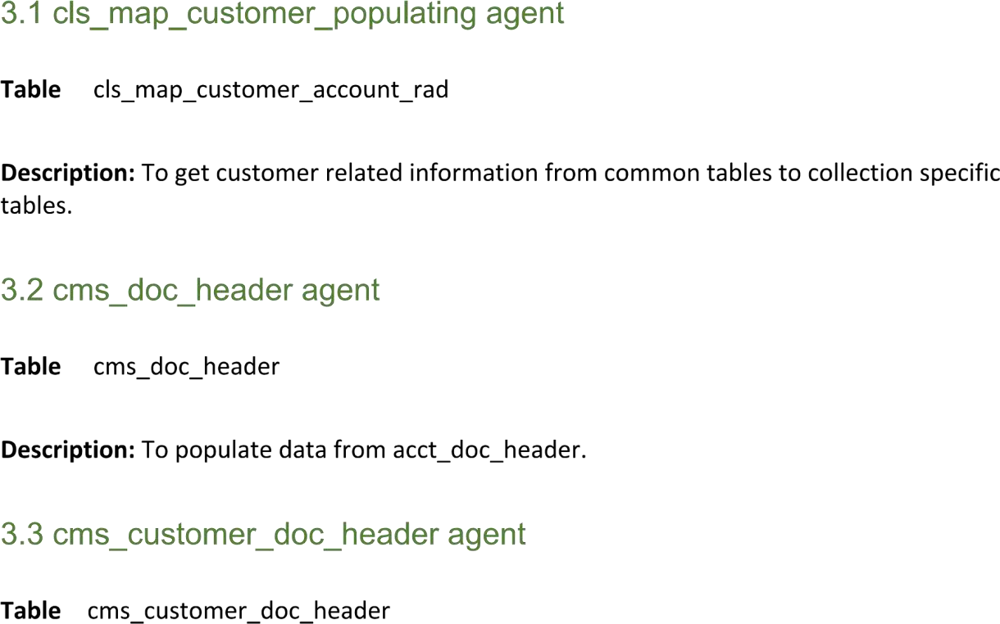 3.1 cls_map_customer_populating agent
Table cls_map_customer_account_rad
Description: To get customer related information from common tables to collection specific
tables.
3.2 cms_doc_header agent
Table cms_doc_header
Description: To populate data from acct_doc_header.
3.3 cms_customer_doc_header agent
Table cms_customer_doc_header